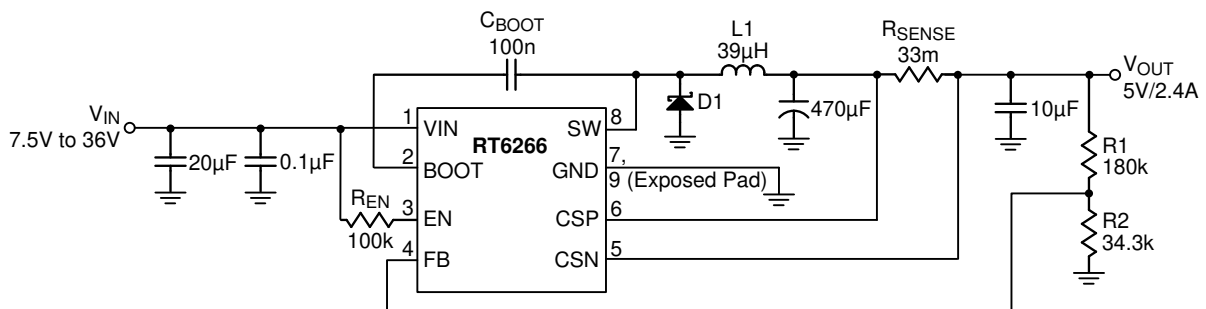 C_BOOT
100n
L1
39µH
R_SENSE
33m
V_OUT
5V/2.4A
D1
470µF
10µF
V_IN
7.5V to 36V
20µF
0.1µF
1
VIN
2
BOOT
R_EN
100k
3
EN
4
FB
RT6266
SW
8
GND
7,
9 (Exposed Pad)
CSP
6
CSN
5
R1
180k
R2
34.3k